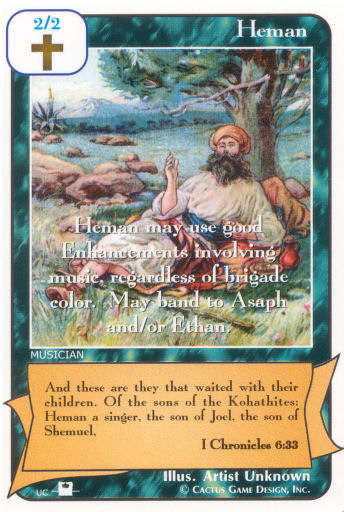 2/2
Heman
Heman may use good
Enhancements involving
music, regardless of brigade
color. May band to Asaph
and/or Ethan.
MUSICIAN
And these are they that waited with their
children. Of the sons of the Kohathites:
Heman a singer, the son of Joel, the son of
Shemuel,
I Chronicles 6:33
Illus. Artist Unknown
UC
© CACTUS GAME DESIGN, INC.